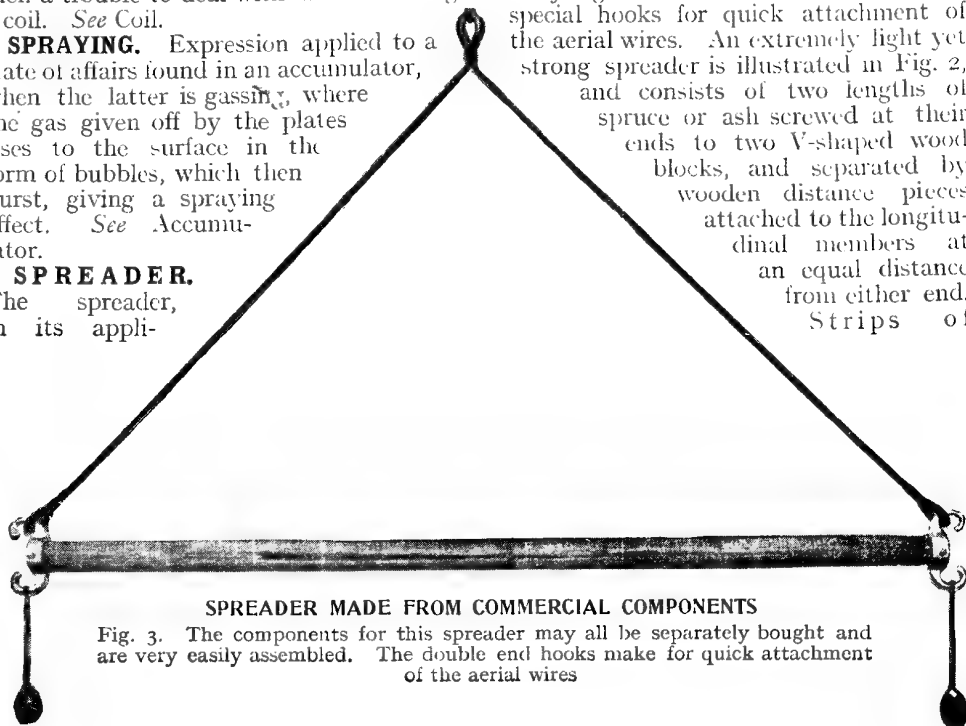 coil. See Coil.
SPRAYING. Expression applied to a
ate of affairs found in an accumulator,
hen the latter is gassing, where
he gas given off by the plates
ses to the surface in the
orm of bubbles, which then
urst, giving a spraying
ffect. See Accumu-
ator.
SPREADER.
he spreader,
n its appli-
special hooks for quick attachment of
the aerial wires. An extremely light yet
strong spreader is illustrated in Fig. 2,
and consists of two lengths of
spruce or ash screwed at their
ends to two V-shaped wood
blocks, and separated by
wooden distance pieces
attached to the longitu-
dinal members at
an equal distance
from either end.
Strips of
SPREADER MADE FROM COMMERCIAL COMPONENTS
Fig. 3. The components for this spreader may all be separately bought and
are very easily assembled. The double end hooks make for quick attachment
of the aerial wires